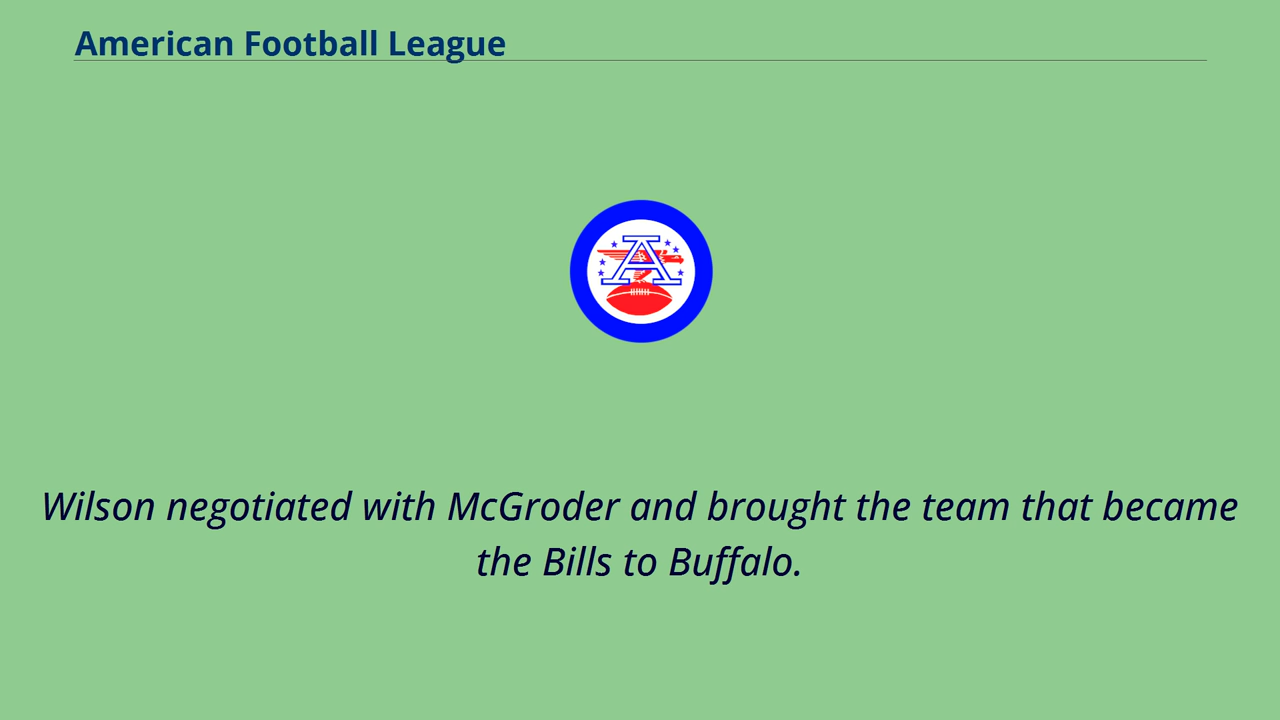 American Football League
A
Wilson negotiated with McGroder and brought the team that became
the Bills to Buffalo.